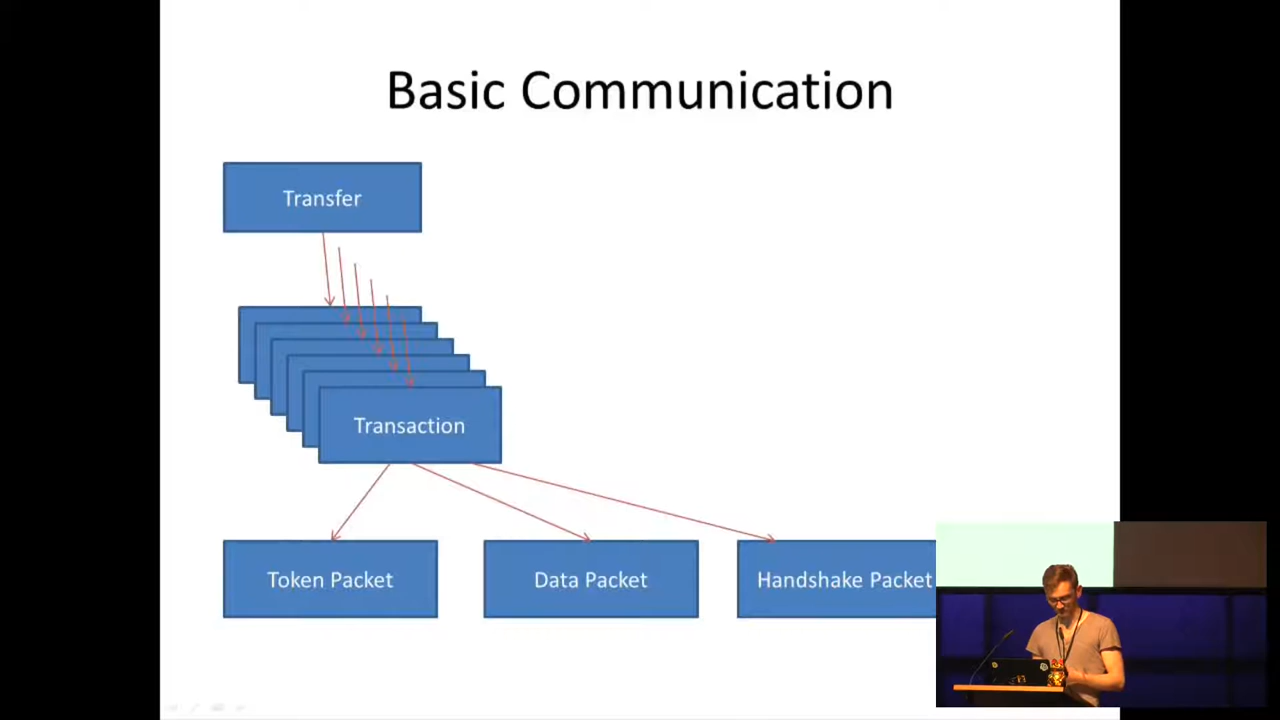 Basic Communication
Transfer
Transaction
Token Packet
Data Packet
Handshake Packet